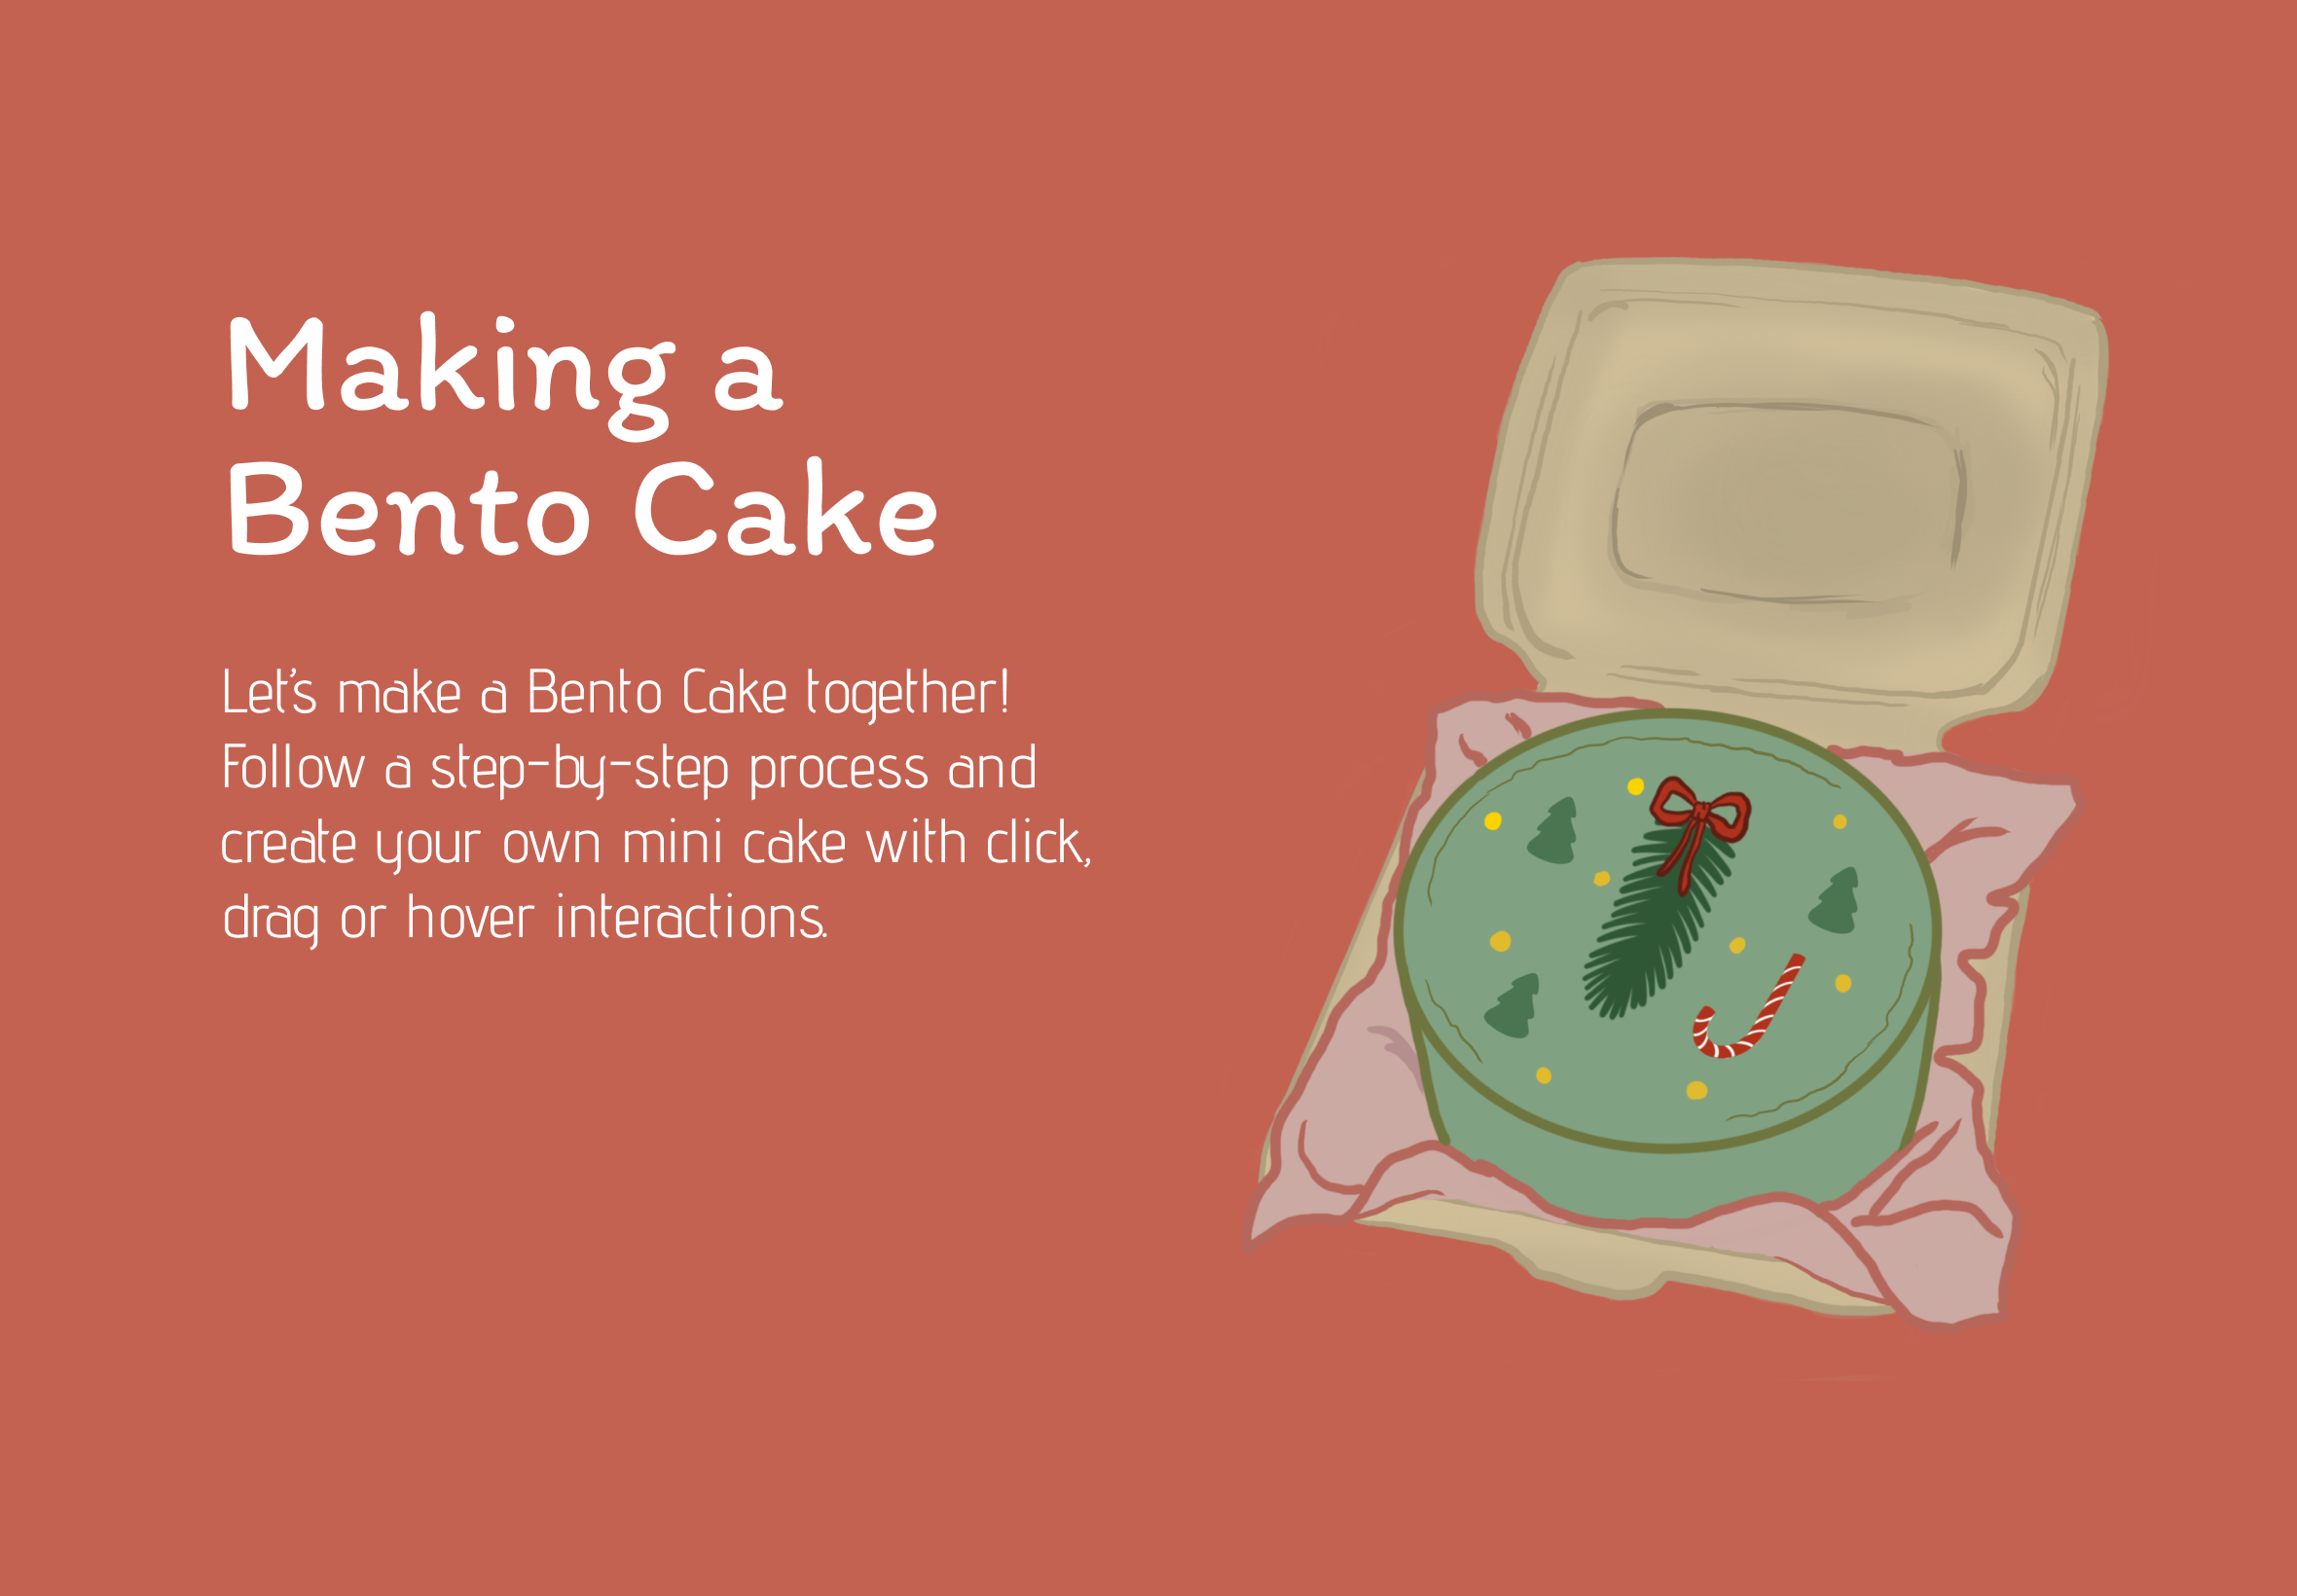 Making a
Bento Cake
Let's make a Bento Cake together!
Follow a step-by-step process and
create your own mini cake with click,
drag or hover interactions.